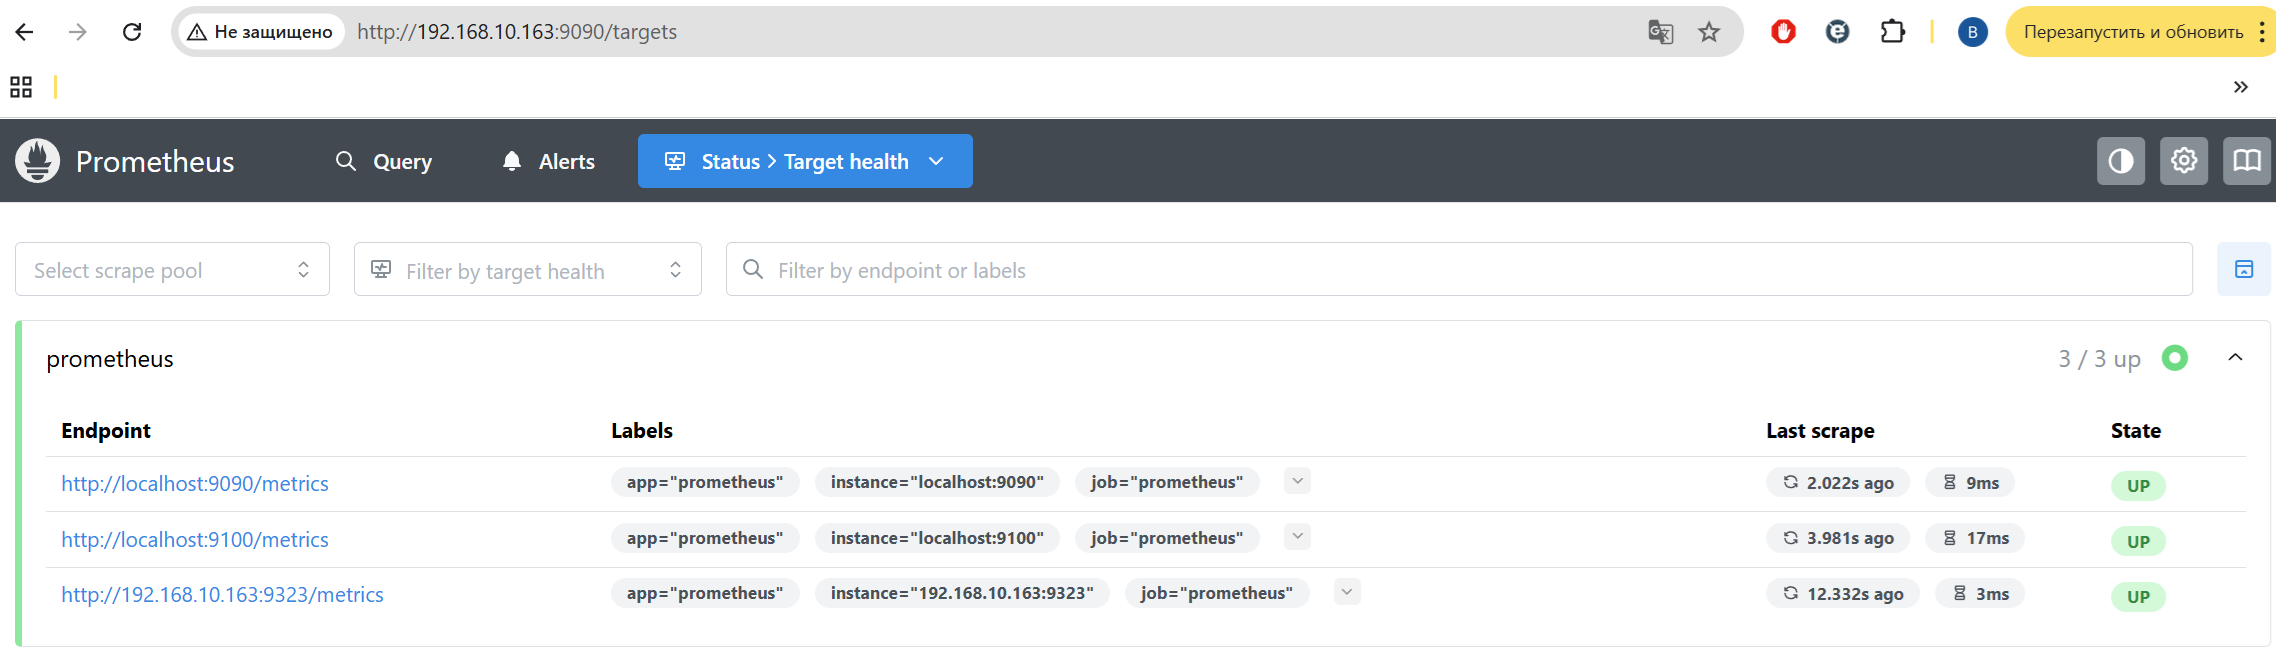 Не защищено http://192.168.10.163:9090/targets B Перезапустить и обновить
Prometheus Query Alerts Status > Target health
Select scrape pool Filter by target health Filter by endpoint or labels
prometheus 3 / 3 up
Endpoint Labels Last scrape State
http://localhost:9090/metrics app="prometheus" instance="localhost:9090" job="prometheus" 2.022s ago 9ms UP
http://localhost:9100/metrics app="prometheus" instance="localhost:9100" job="prometheus" 3.981s ago 17ms UP
http://192.168.10.163:9323/metrics app="prometheus" instance="192.168.10.163:9323" job="prometheus" 12.332s ago 3ms UP